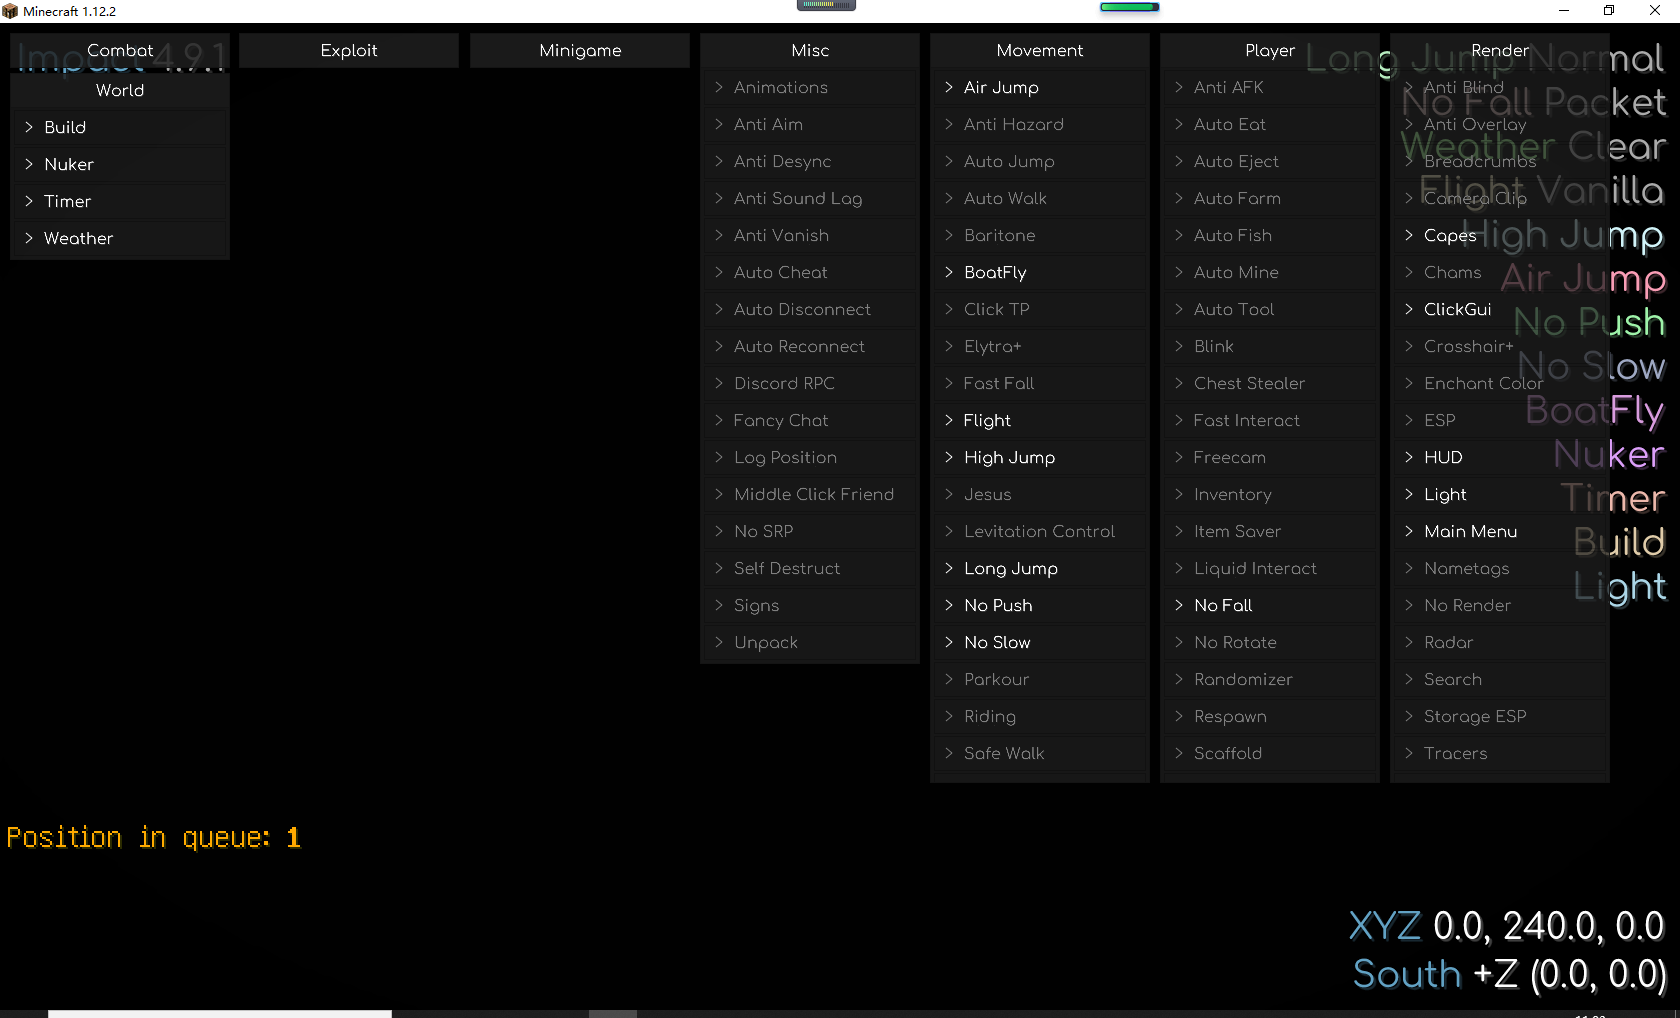 Minecraft 1.12.2
Impact 4.9.1
Combat
World
Build
Nuker
Timer
Weather
Exploit
Minigame
Misc
Animations
Anti Aim
Anti Desync
Anti Sound Lag
Anti Vanish
Auto Cheat
Auto Disconnect
Auto Reconnect
Discord RPC
Fancy Chat
Log Position
Middle Click Friend
No SRP
Self Destruct
Signs
Unpack
Movement
Air Jump
Anti Hazard
Auto Jump
Auto Walk
Baritone
BoatFly
Click TP
Elytra+
Fast Fall
Flight
High Jump
Jesus
Levitation Control
Long Jump
No Push
No Slow
Parkour
Riding
Safe Walk
Player
Anti AFK
Auto Eat
Auto Eject
Auto Farm
Auto Fish
Auto Mine
Auto Tool
Blink
Chest Stealer
Fast Interact
Freecam
Inventory
Item Saver
Liquid Interact
No Fall
No Rotate
Randomizer
Respawn
Scaffold
Render
Anti Blind
Anti Overlay
Breadcrumbs
Camera Clip
Capes
Chams
ClickGui
Crosshair+
Enchant Color
ESP
HUD
Light
Main Menu
Nametags
No Render
Radar
Search
Storage ESP
Tracers
Long Jump Normal
No Fall Packet
Weather Clear
Flight Vanilla
High Jump
Air Jump
No Push
No Slow
BoatFly
Nuker
Timer
Build
Light
Position in queue: 1
XYZ 0.0, 240.0, 0.0
South +Z (0.0, 0.0)